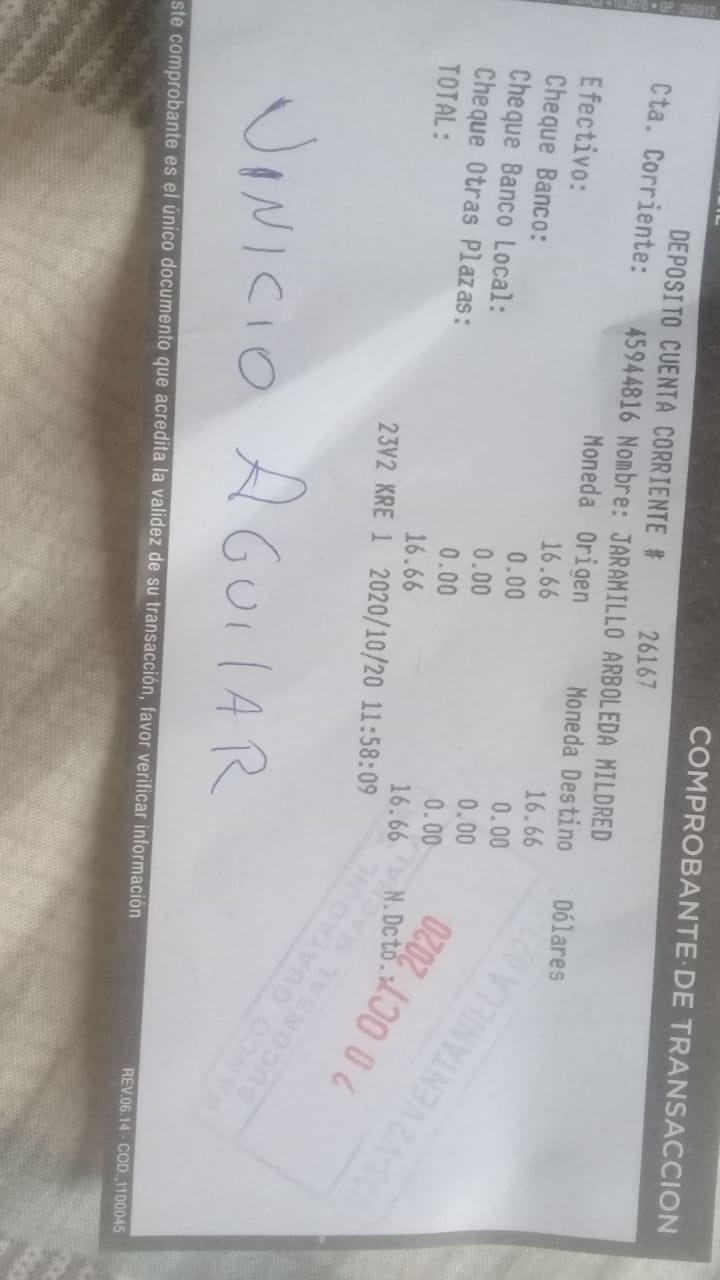 COMPROBANTE·DE TRANSACCION
DEPOSITO CUENTA CORRIENTE # 26167
Cta. Corriente: 45944816 Nombre: JARAMILLO ARBOLEDA MILDRED
Moneda Origen Moneda Destino Dólares
Efectivo: 16.66 16.66
Cheque Banco: 0.00 0.00
Cheque Banco Local: 0.00 0.00
Cheque Otras Plazas: 0.00 0.00
TOTAL: 16.66 16.66 N.Dcto.:
23V2 KRE 1 2020/10/20 11:58:09
BANCO GUAYAQUIL
SUCURSAL MACHALA
20 OCT 2020
023-V2 VENTANILLA
VINICIO AGUILAR
ste comprobante es el único documento que acredita la validez de su transacción, favor verificar información
REV.06.14 - COD.,1100045